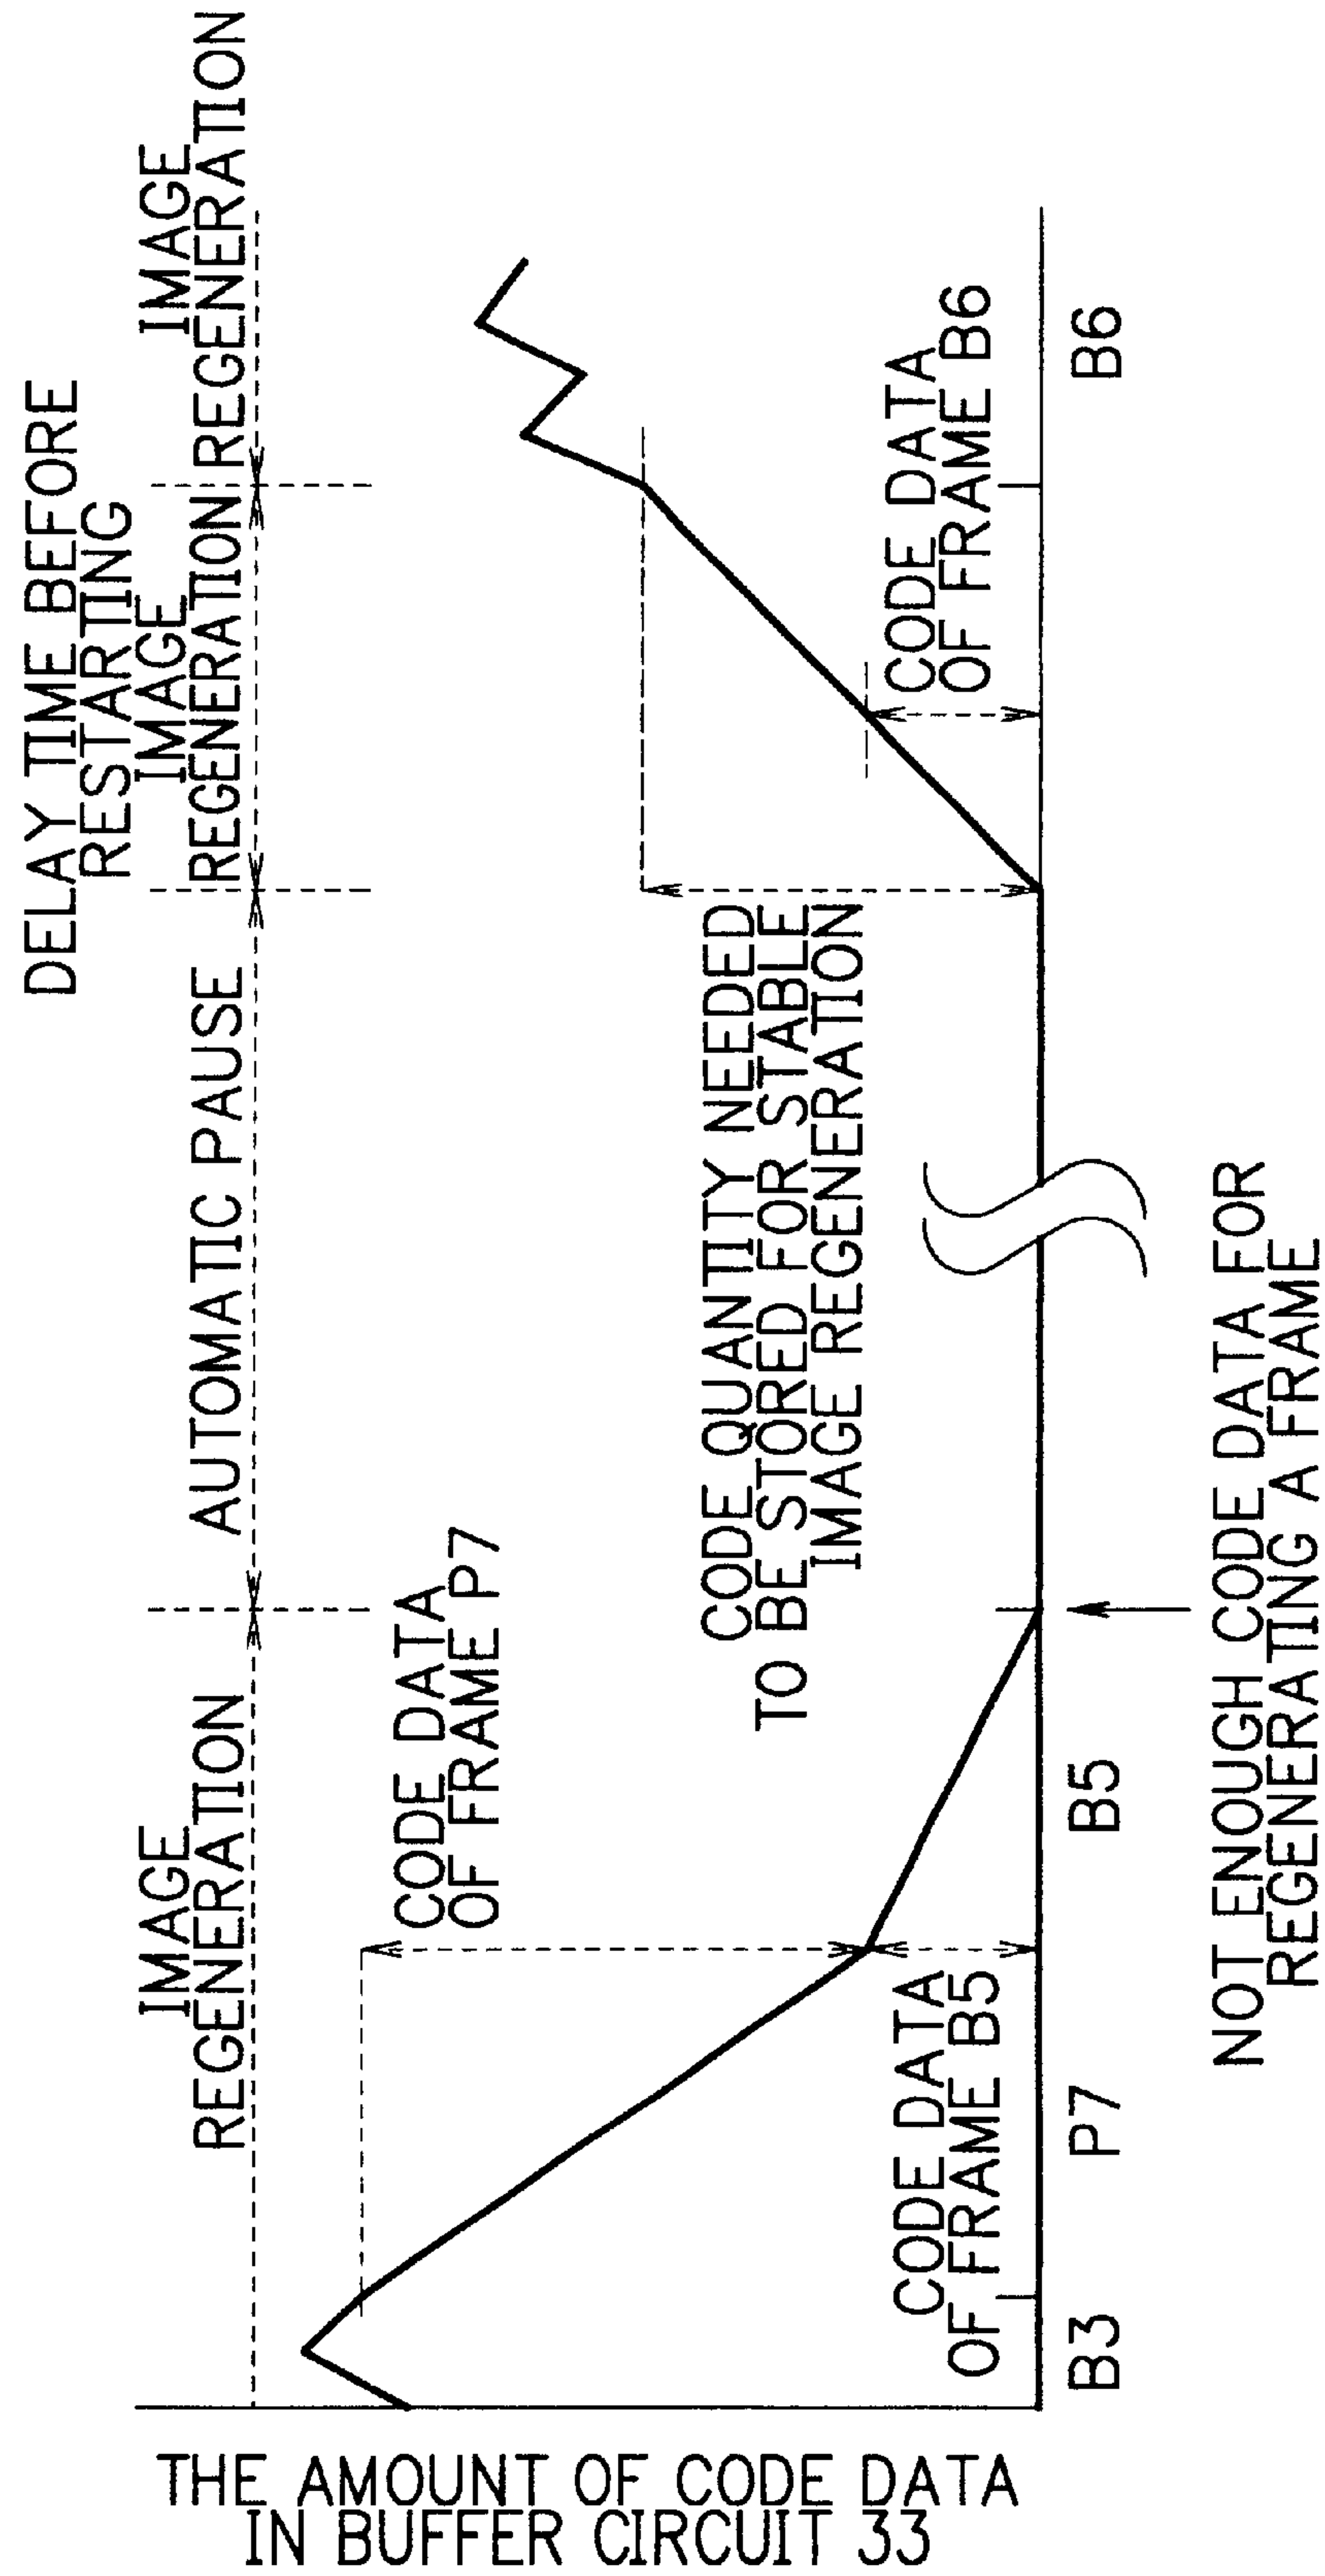 DELAY TIME BEFORE
RESTARTING
IMAGE
REGENERATION
IMAGE
REGENERATION
AUTOMATIC PAUSE
IMAGE
REGENERATION
CODE DATA
OF FRAME P7
CODE QUANTITY NEEDED
TO BE STORED FOR STABLE
IMAGE REGENERATION
CODE DATA
OF FRAME B5
CODE DATA
OF FRAME B6
THE AMOUNT OF CODE DATA
IN BUFFER CIRCUIT 33
B3
P7
B5
B6
NOT ENOUGH CODE DATA FOR
REGENERATING A FRAME